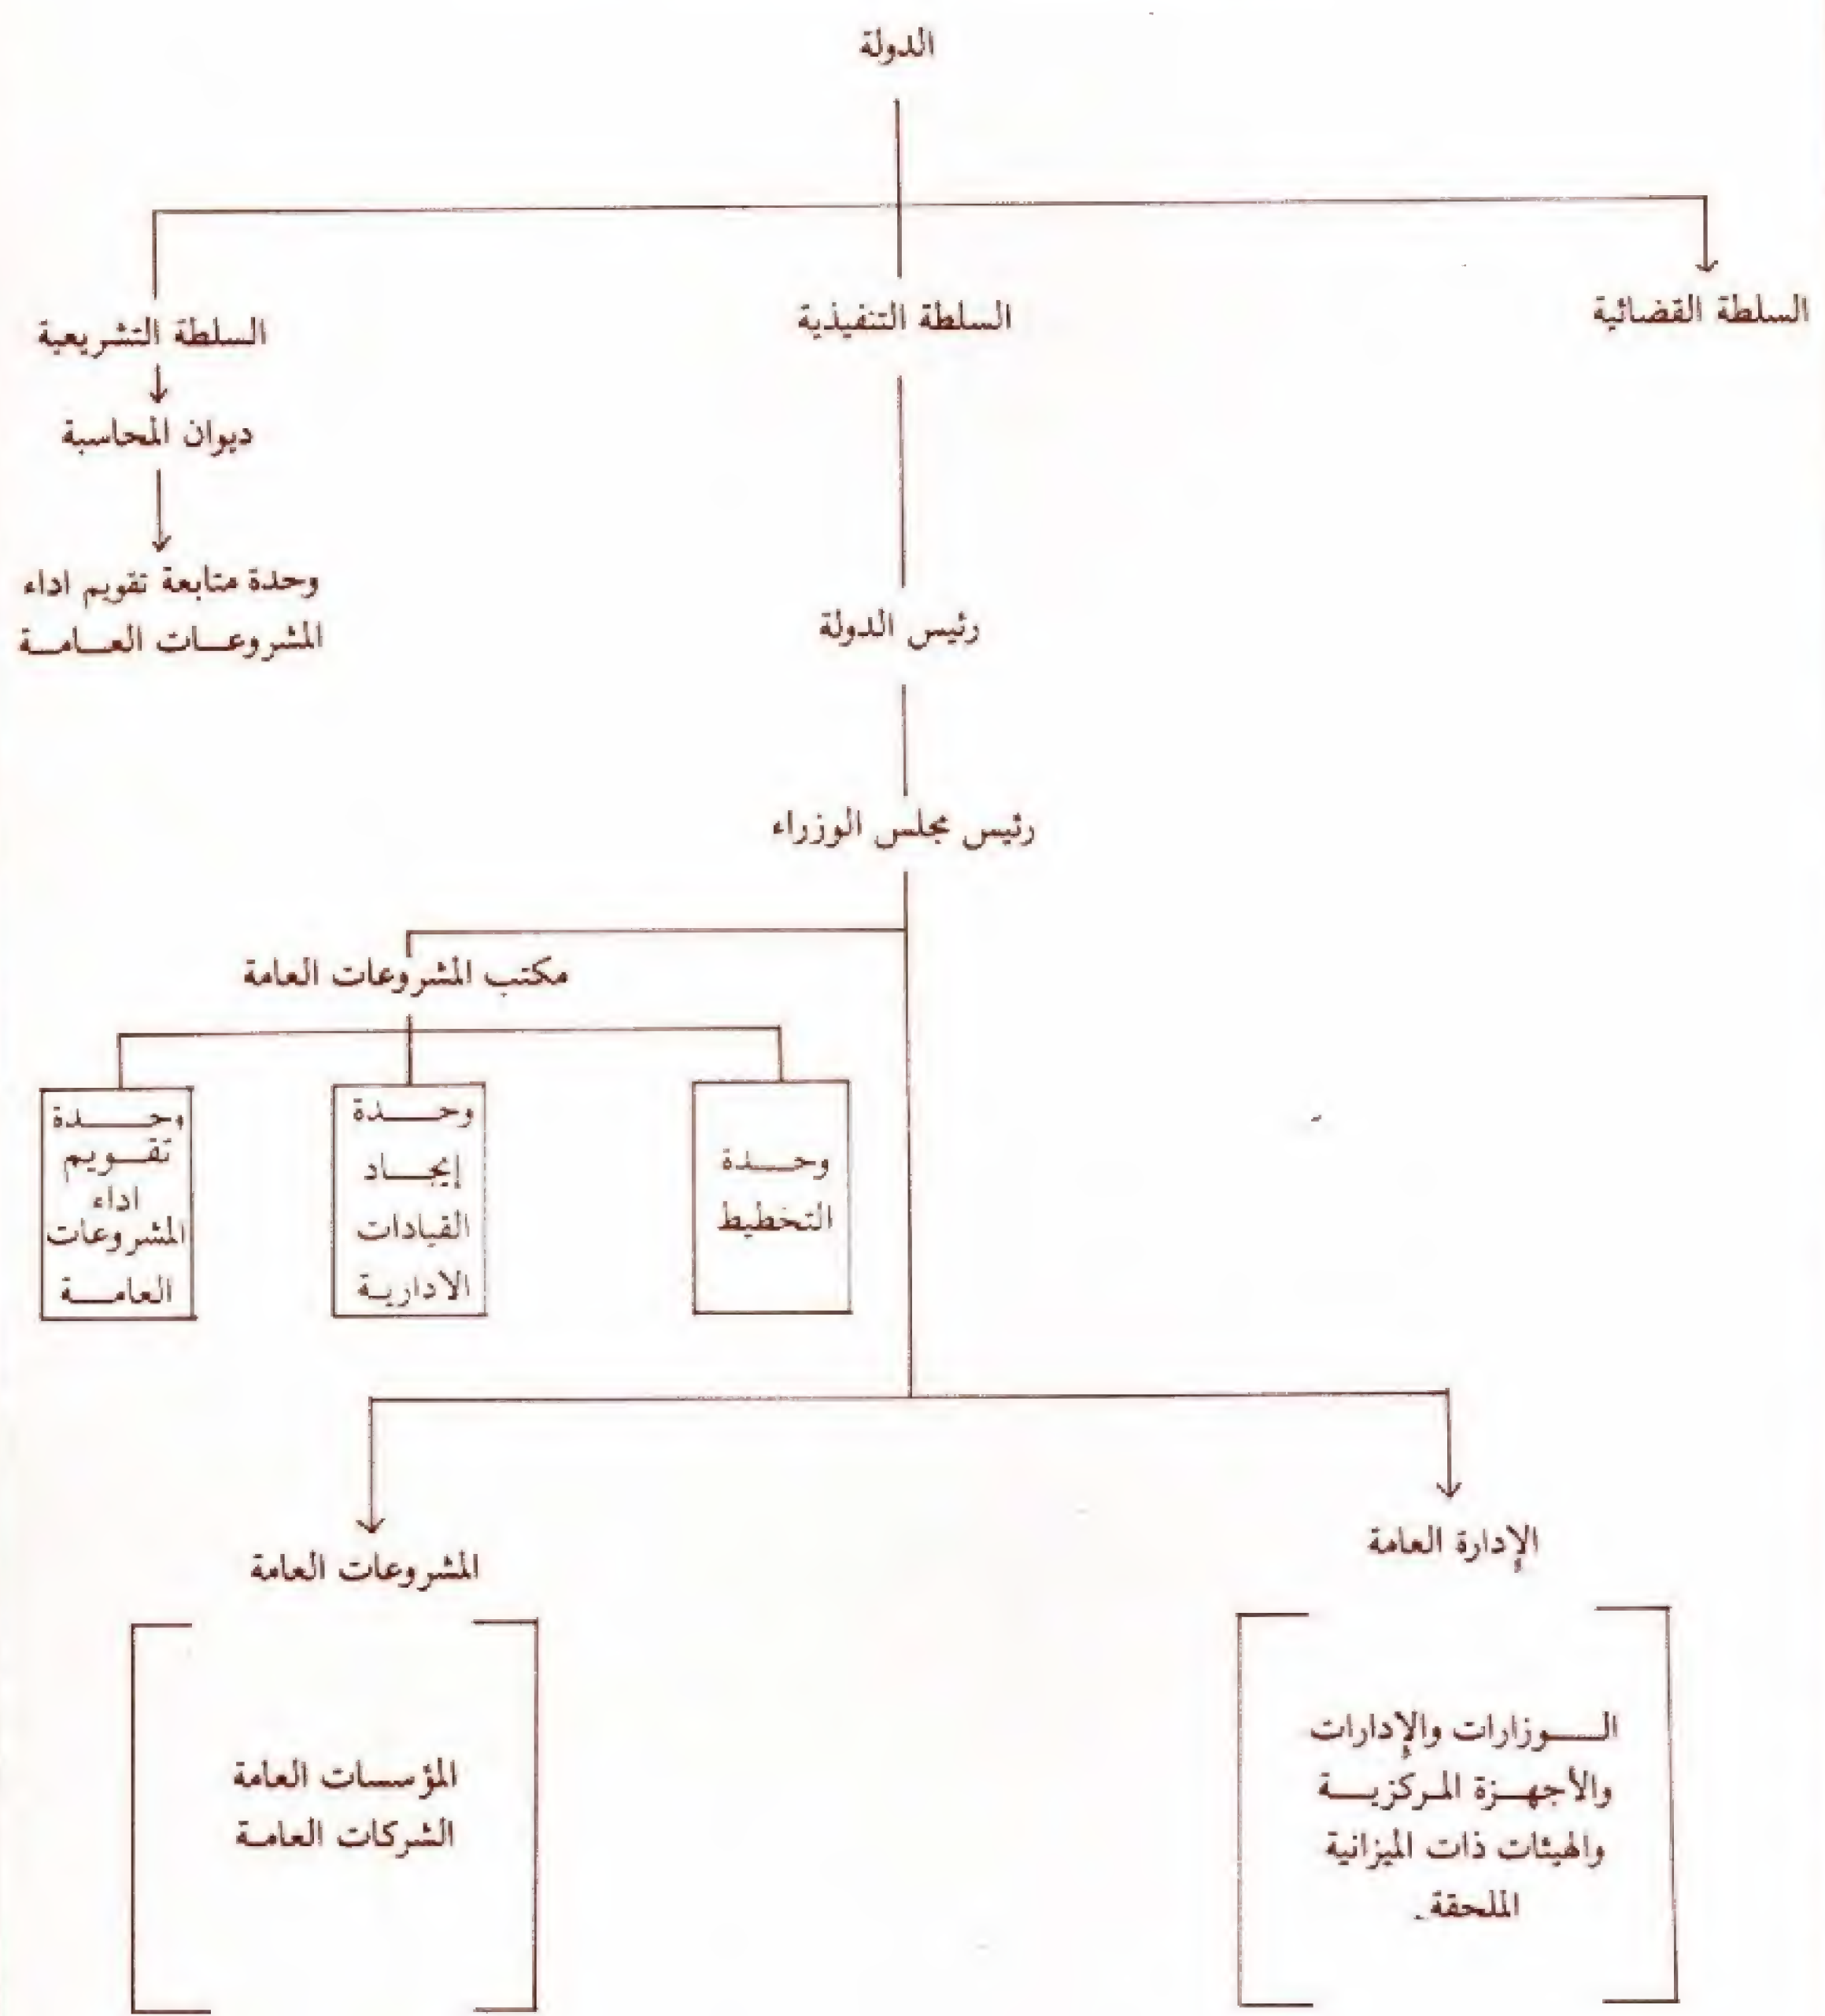 الدولة
السلطة القضائية
السلطة التنفيذية
السلطة التشريعية
ديوان المحاسبة
وحدة متابعة تقويم اداء
المشروعات العامة
رئيس الدولة
رئيس مجلس الوزراء
مكتب المشروعات العامة
وحدة
التخطيط
وحدة
إيجاد
القيادات
الادارية
وحدة
تقويم
اداء
المشروعات
العامة
الإدارة العامة
الوزارات والإدارات
والأجهزة المركزية
والهيئات ذات الميزانية
الملحقة.
المشروعات العامة
المؤسسات العامة
الشركات العامة